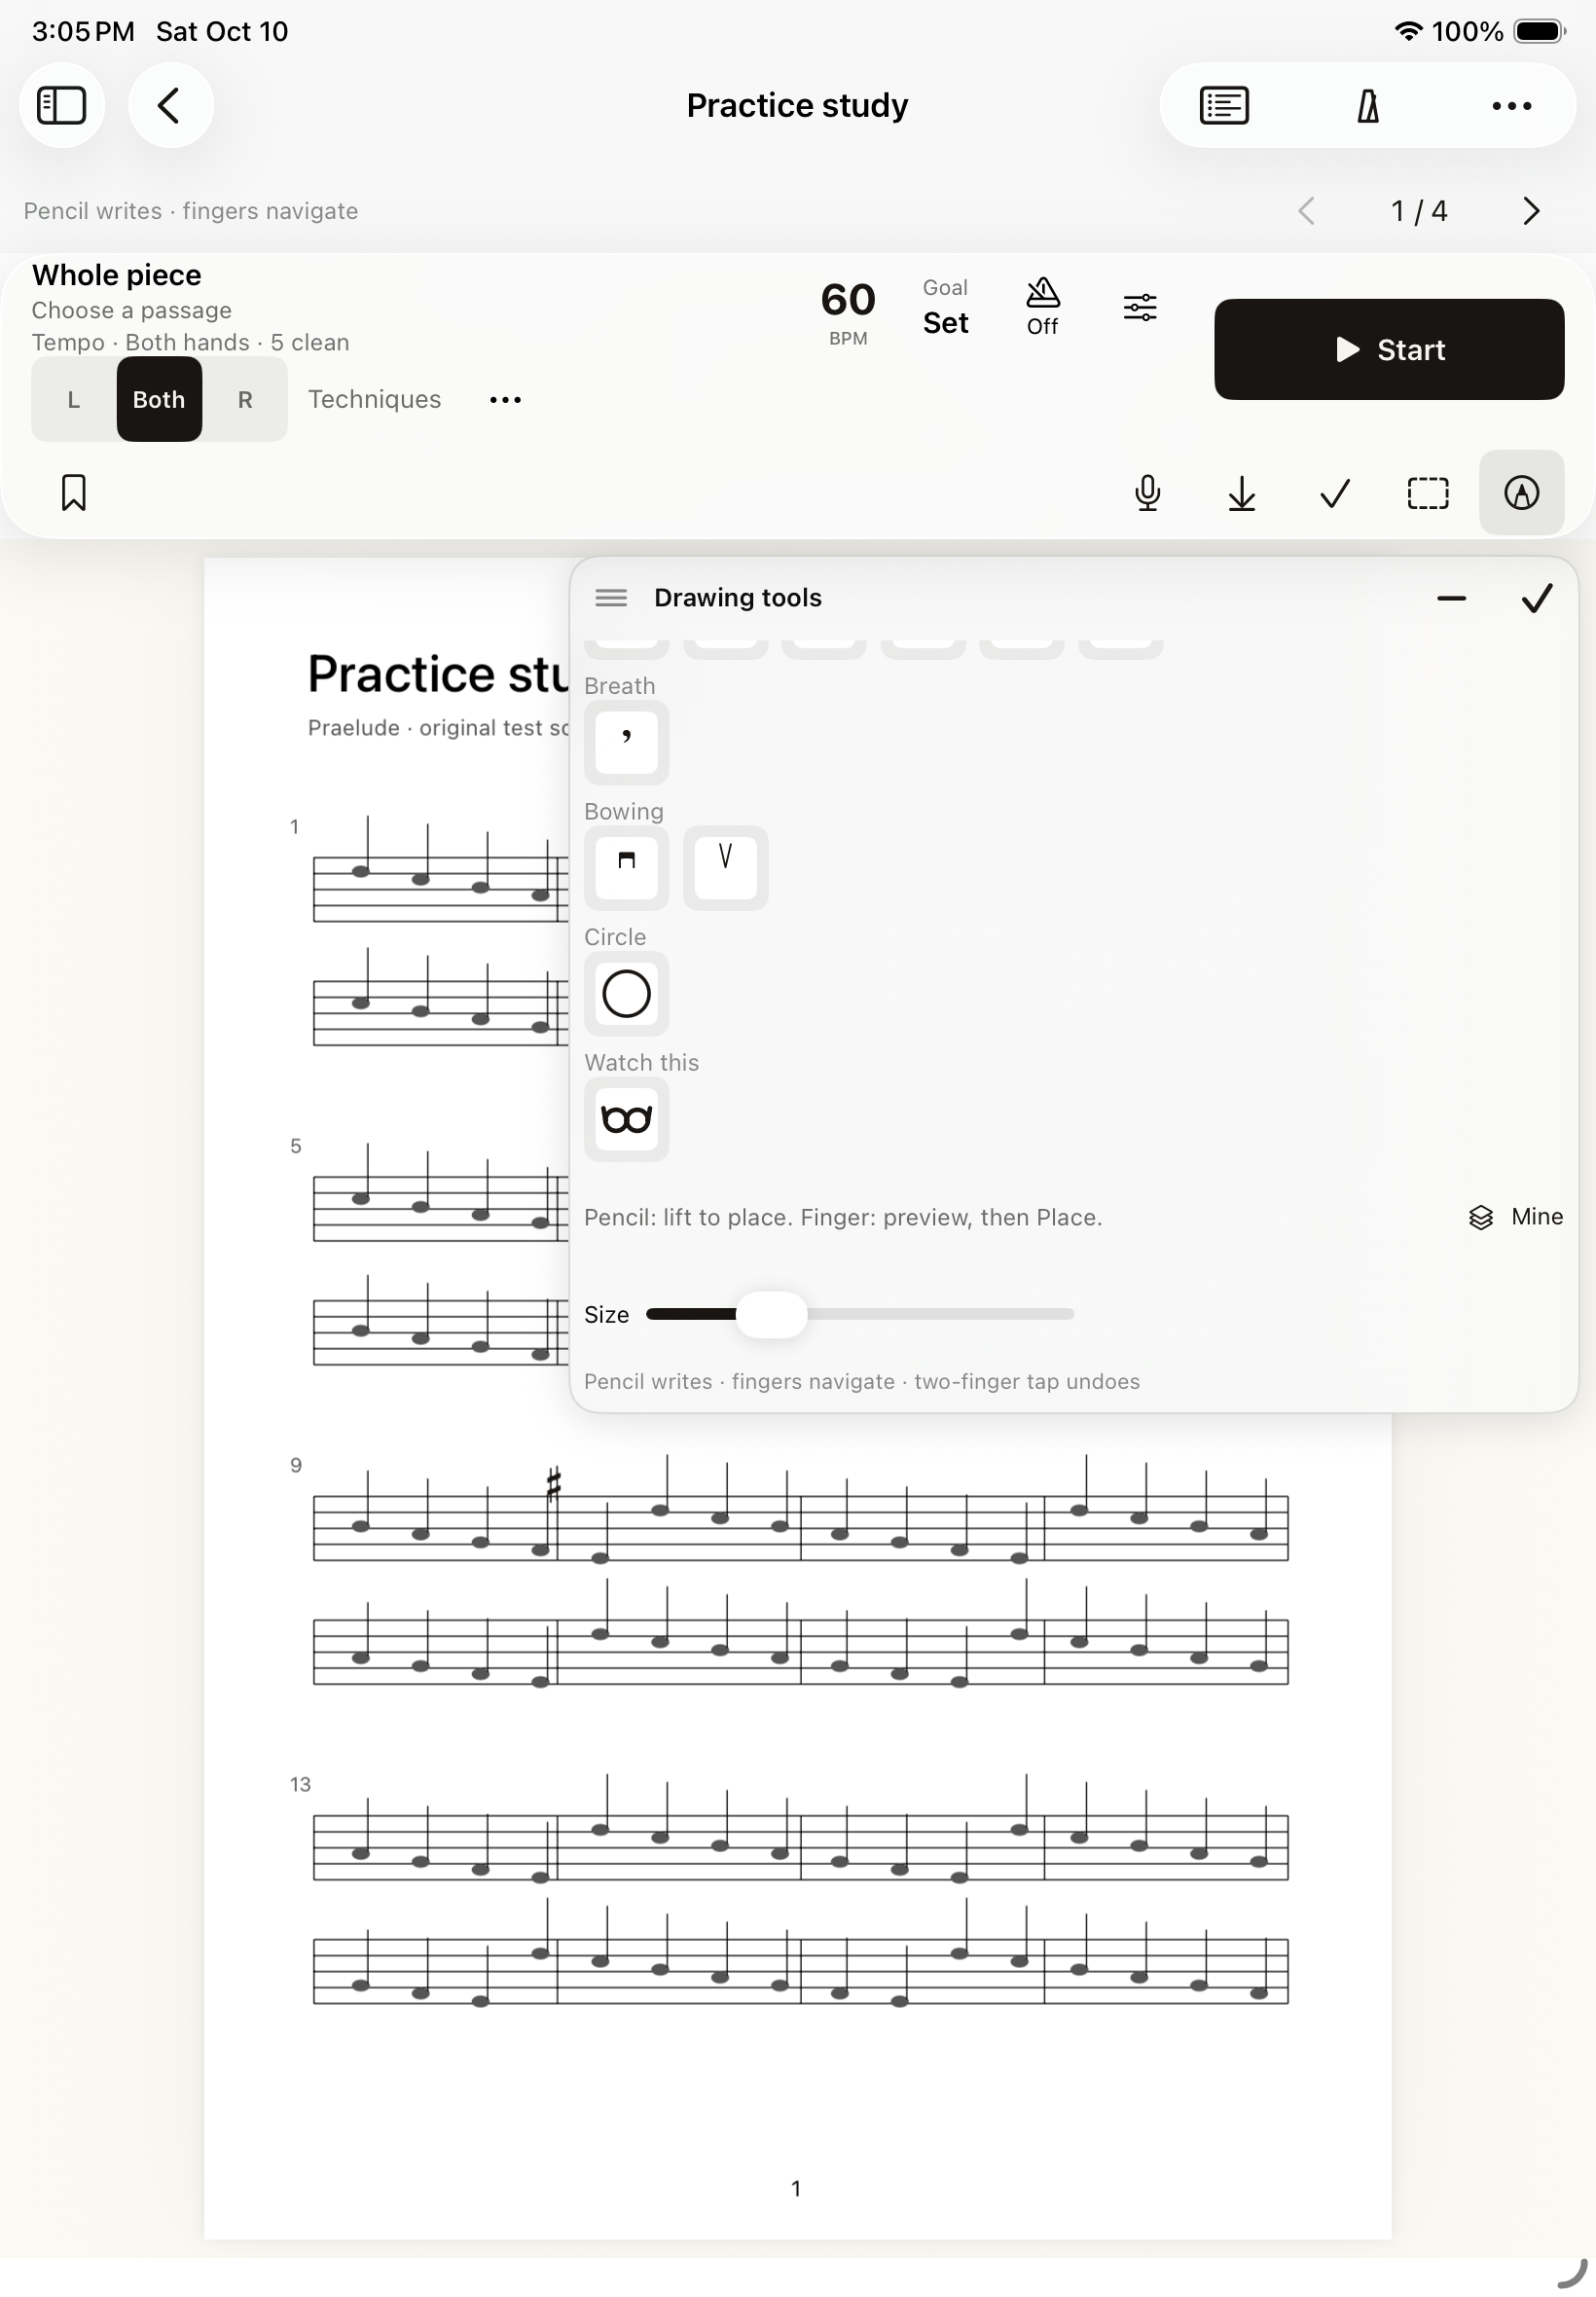 3:05 PM Sat Oct 10 100%
Practice study
Pencil writes · fingers navigate 1 / 4
Whole piece
Choose a passage
Tempo · Both hands · 5 clean
60
BPM
Goal
Set
Off
Start
L Both R Techniques
Drawing tools
Practice stu
Praelude · original test sc
Breath
Bowing
Circle
Watch this
Pencil: lift to place. Finger: preview, then Place. Mine
Size
Pencil writes · fingers navigate · two-finger tap undoes
1
5
9
13
1